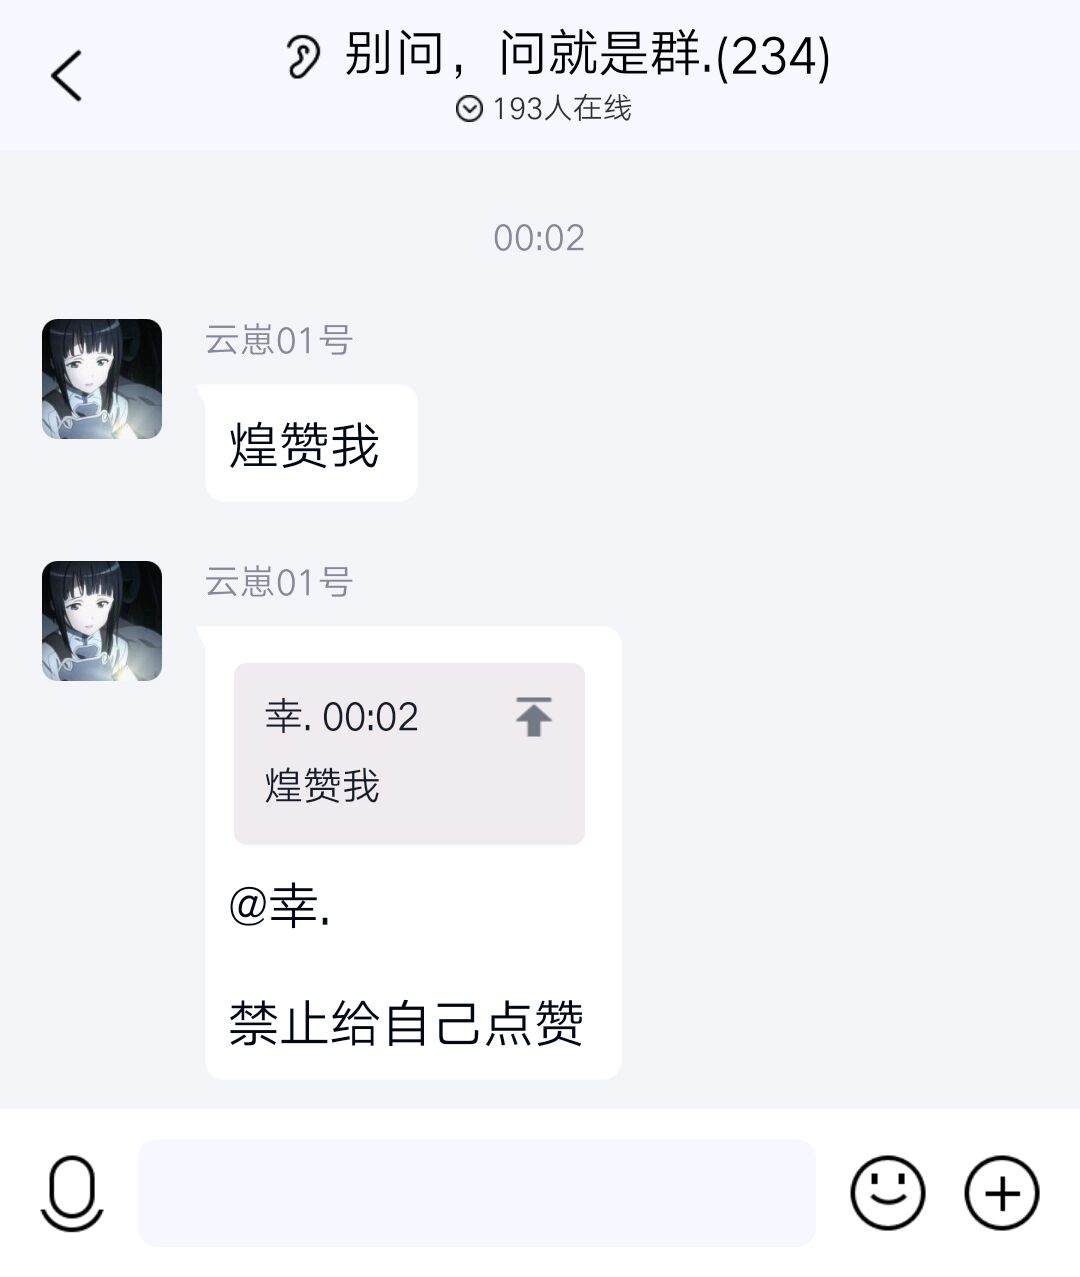 别问，问就是群.(234)
193人在线
00:02
云崽01号
煌赞我
云崽01号
幸. 00:02
煌赞我
@幸.
禁止给自己点赞